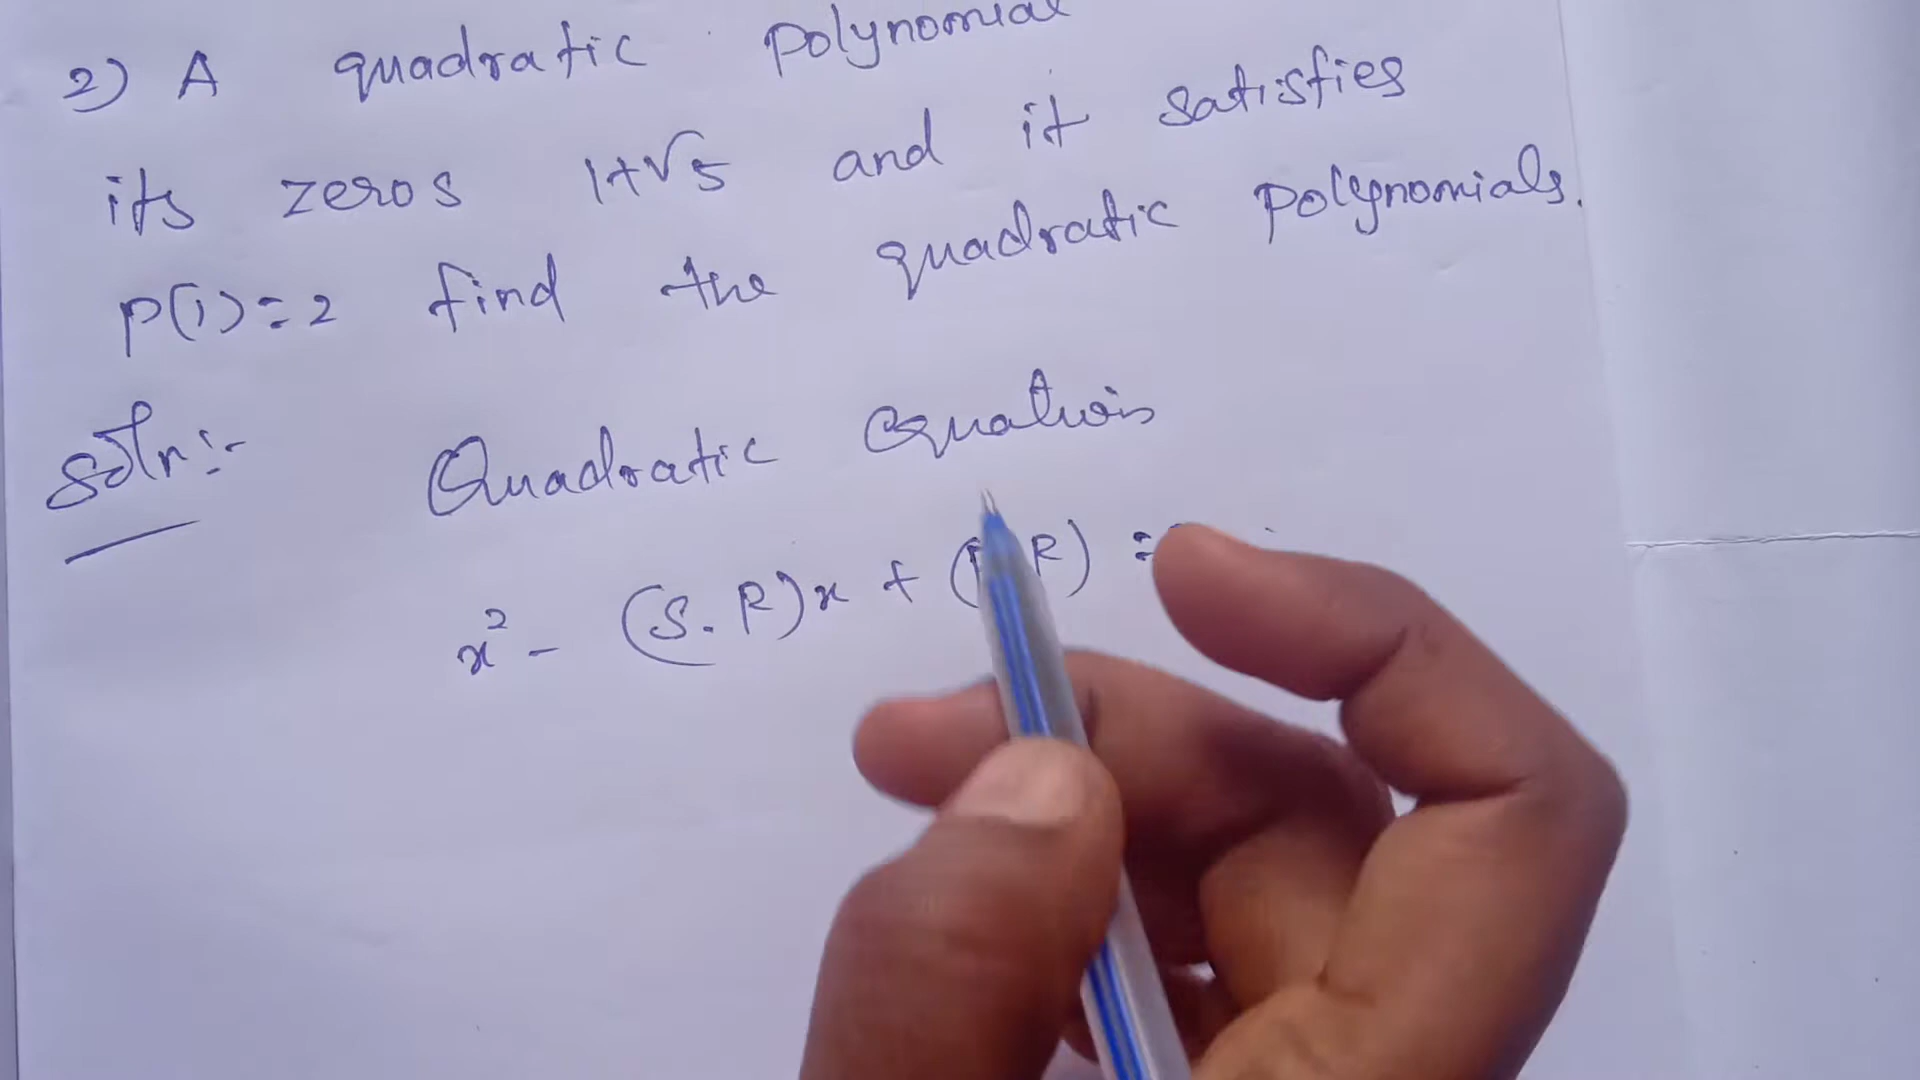 2) A quadratic polynomial
its zeros 1+√5 and it satisfies
P(1)=2 find the quadratic polynomials.
Soln:- Quadratic Equation
x² - (S.R)x + ( R) =